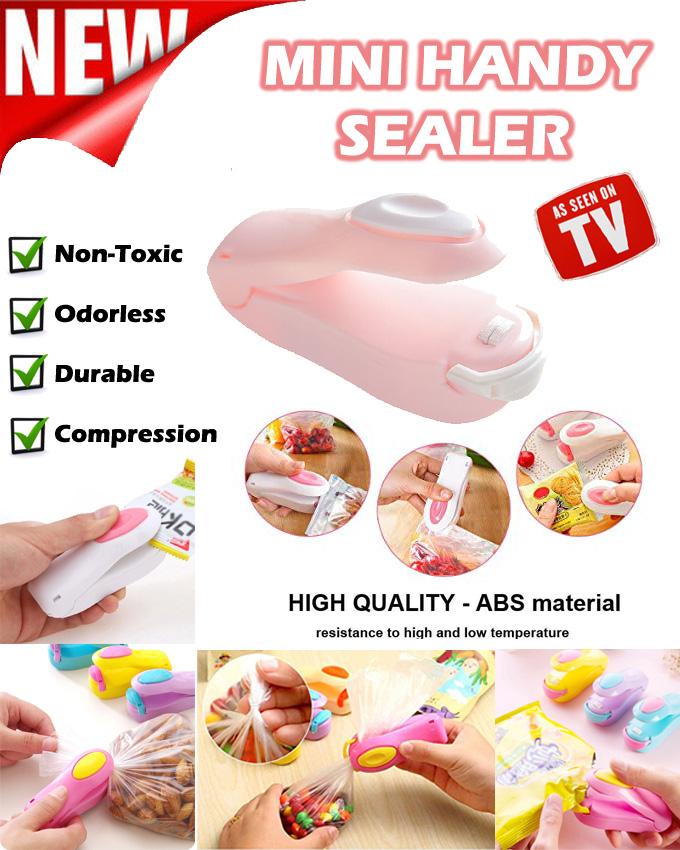 NEW
MINI HANDY
SEALER
AS SEEN ON
TV
Non-Toxic
Odorless
Durable
Compression
HIGH QUALITY - ABS material
resistance to high and low temperature